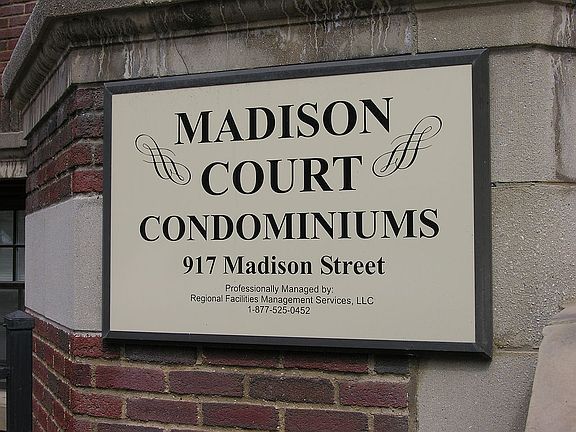 MADISON
COURT
CONDOMINIUMS
917 Madison Street
Professionally Managed by:
Regional Facilities Management Services, LLC
1-877-525-0452